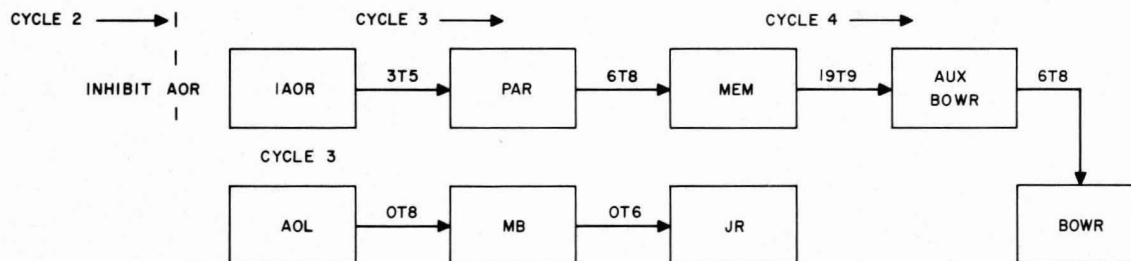 CYCLE 2
CYCLE 3
CYCLE 4
INHIBIT AOR
IAOR
3T5
PAR
6T8
MEM
19T9
AUX
BOWR
6T8
CYCLE 3
AOL
0T8
MB
0T6
JR
BOWR